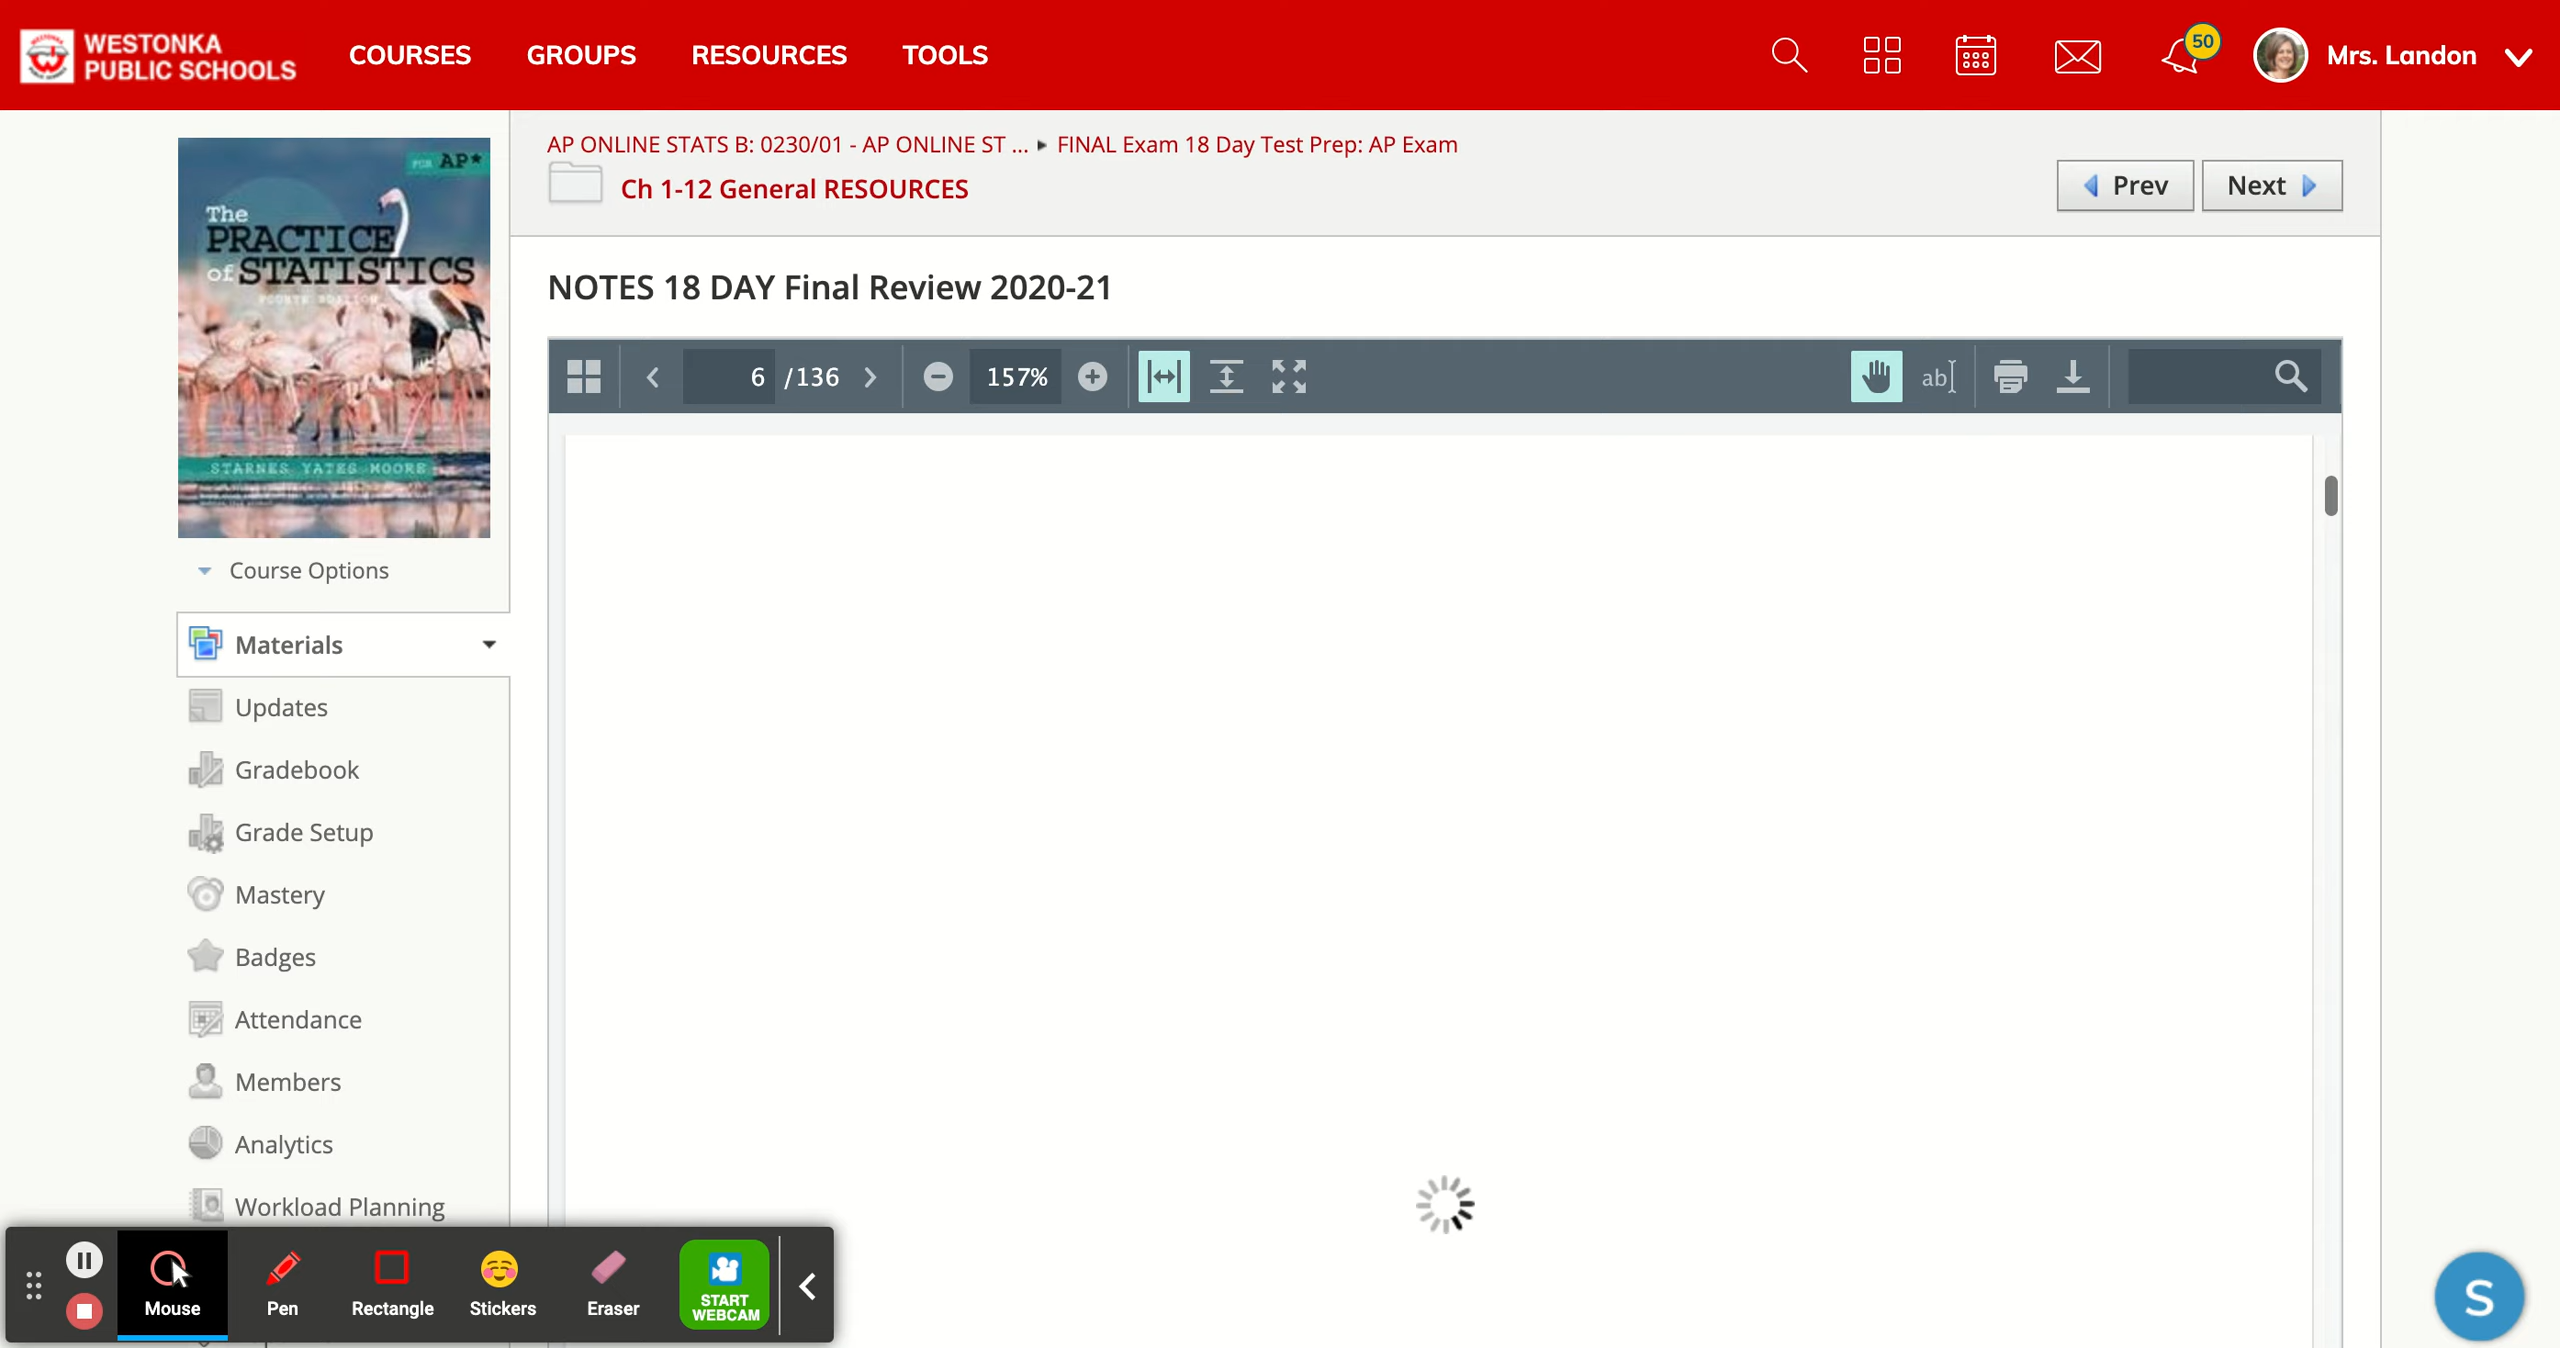 WESTONKA
PUBLIC SCHOOLS
COURSES
GROUPS
RESOURCES
TOOLS
50
Mrs. Landon
FOR AP*
The
PRACTICE
of STATISTICS
FOURTH EDITION
STARNES YATES MOORE
AP ONLINE STATS B: 0230/01 - AP ONLINE ST ... ▸ FINAL Exam 18 Day Test Prep: AP Exam
Ch 1-12 General RESOURCES
Prev
Next
NOTES 18 DAY Final Review 2020-21
6 /136
157%
ab
Course Options
Materials
Updates
Gradebook
Grade Setup
Mastery
Badges
Attendance
Members
Analytics
Workload Planning
Mouse
Pen
Rectangle
Stickers
Eraser
START
WEBCAM
S